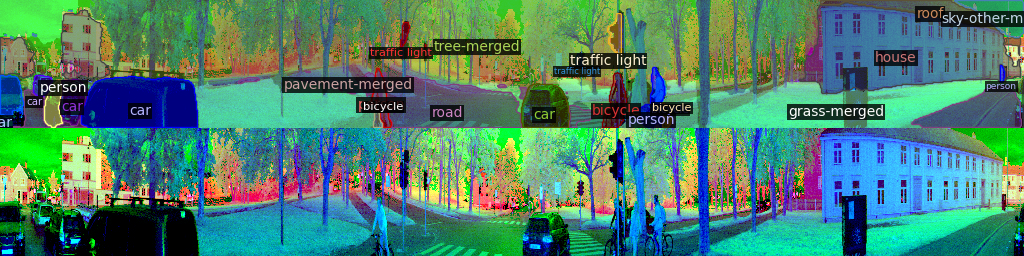 roof
sky-other-m
traffic light
tree-merged
traffic light
house
traffic light
person
pavement-merged
person
car
car
bicycle
bicycle
bicycle
car
road
car
grass-merged
person
ar